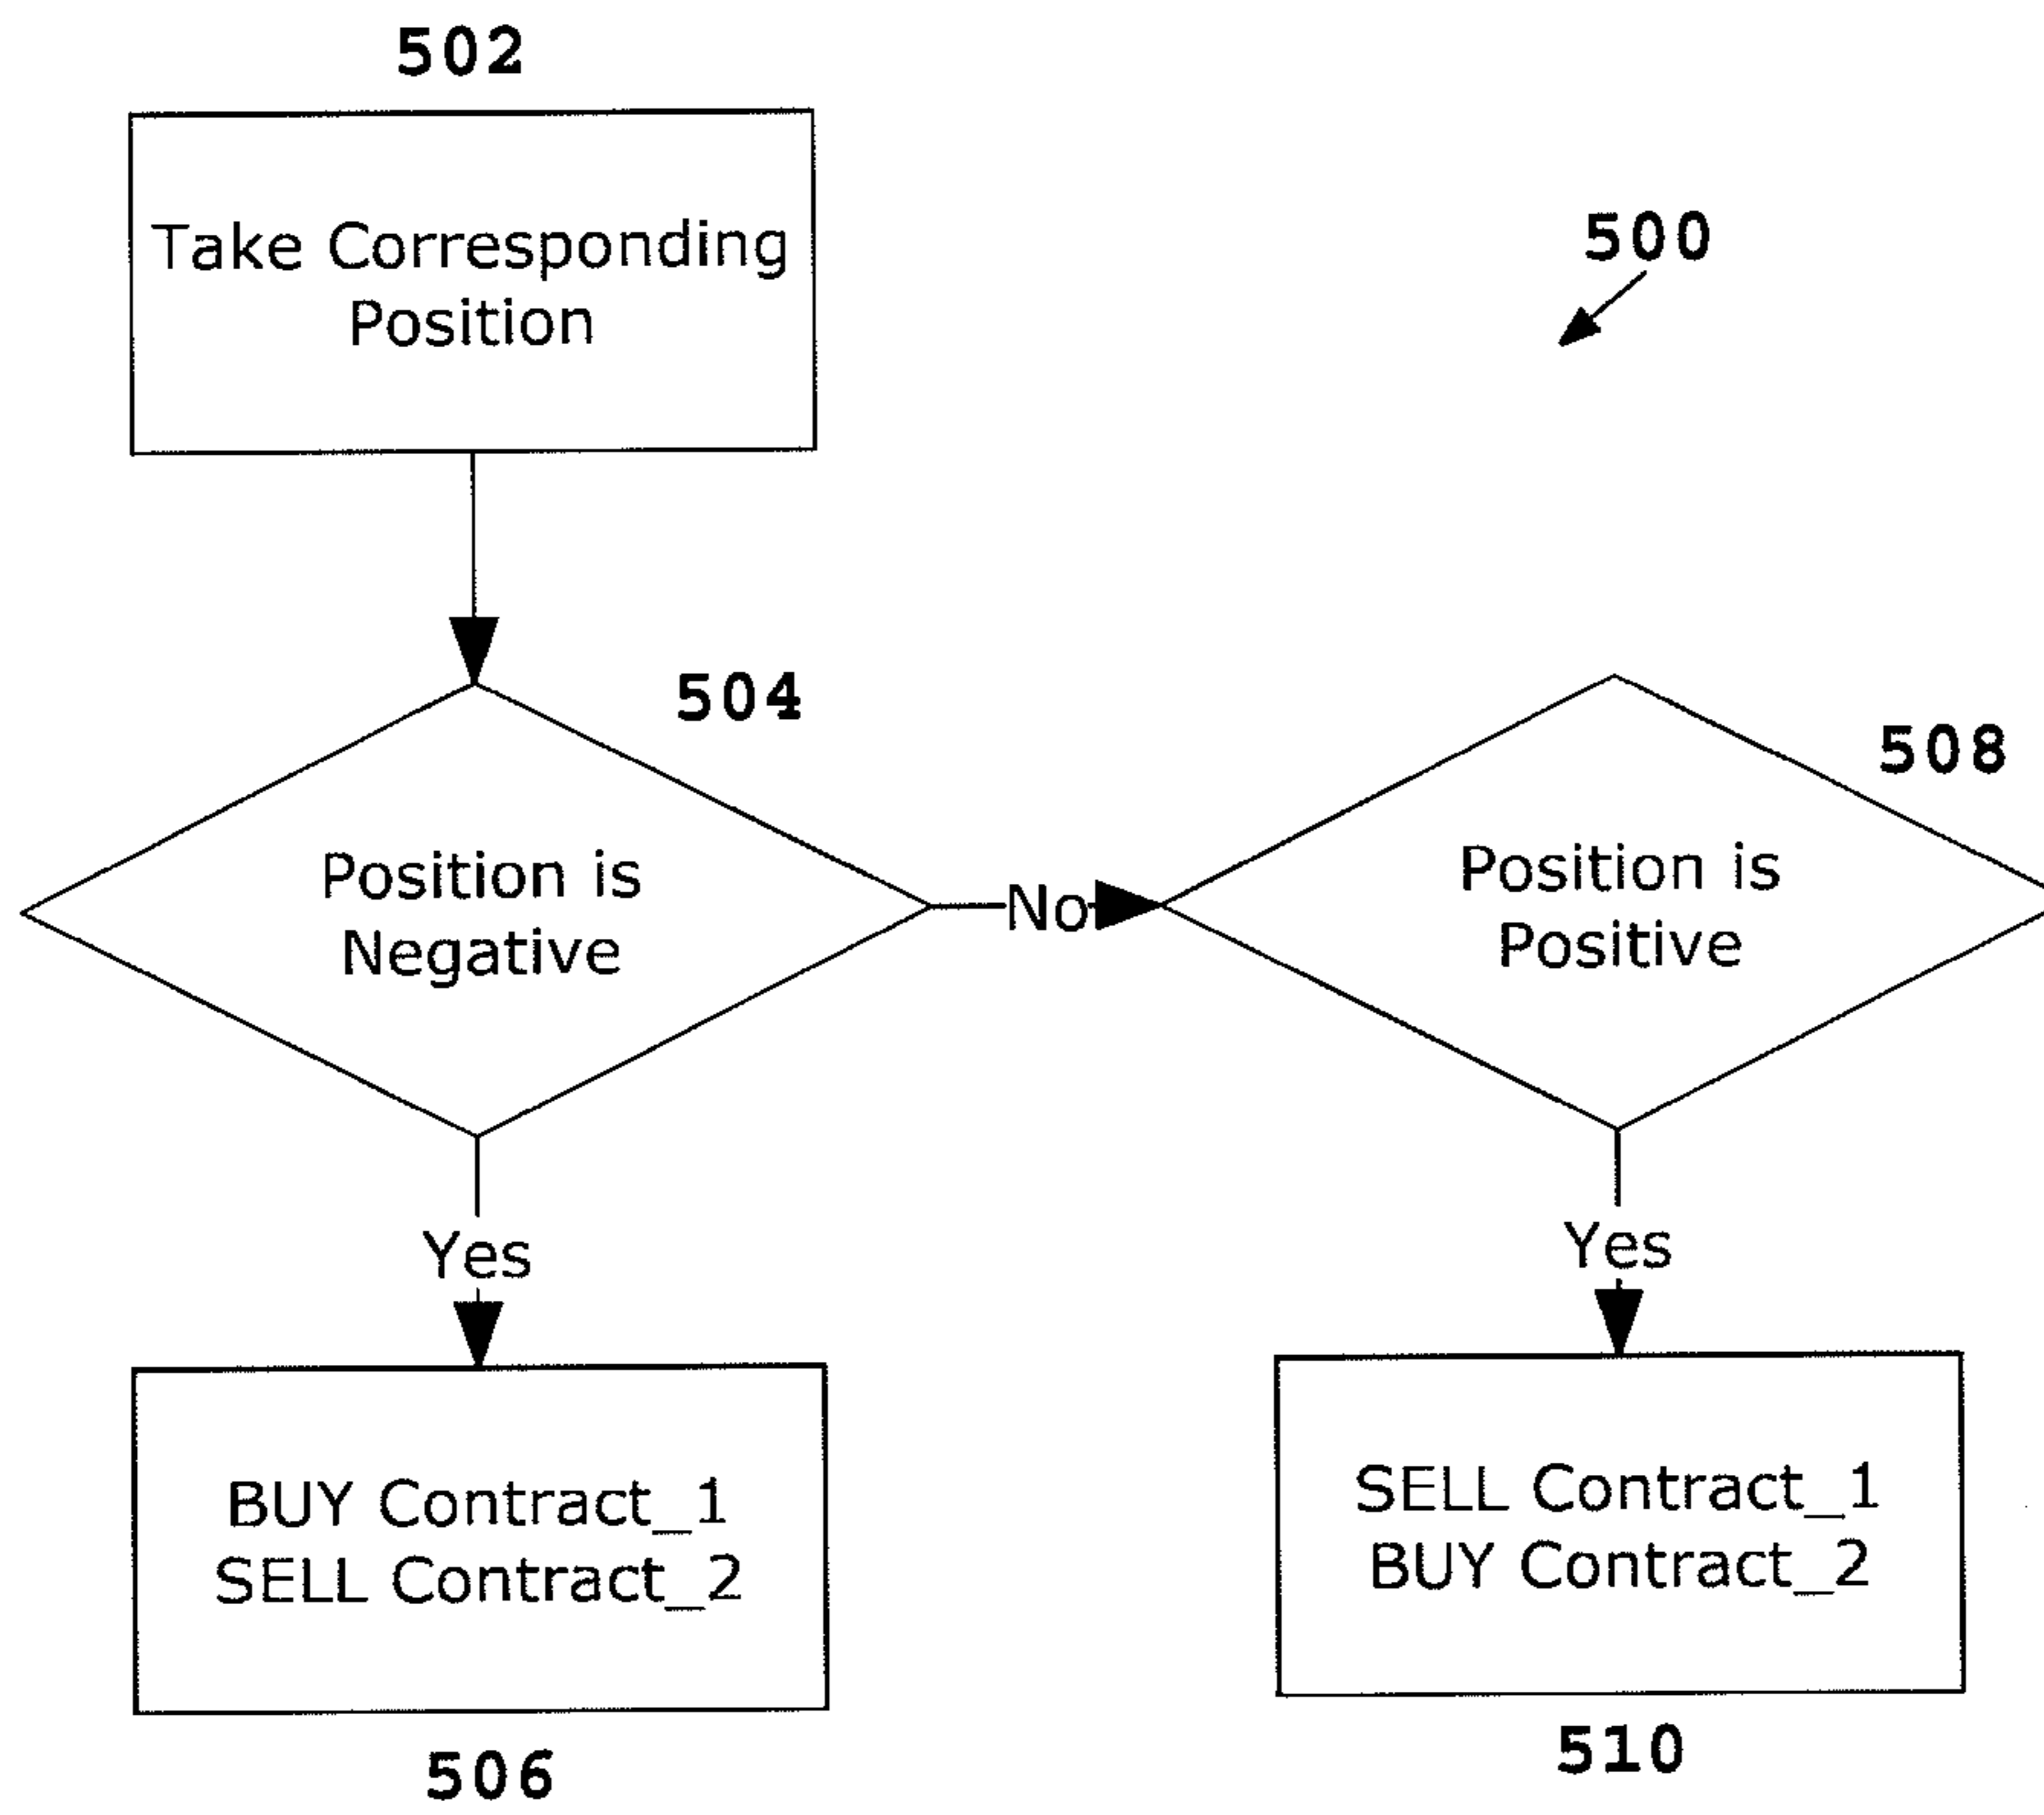 502
Take Corresponding
Position
500
504
508
Position is
Negative
No
Position is
Positive
Yes
Yes
BUY Contract_1
SELL Contract_2
SELL Contract_1
BUY Contract_2
506
510